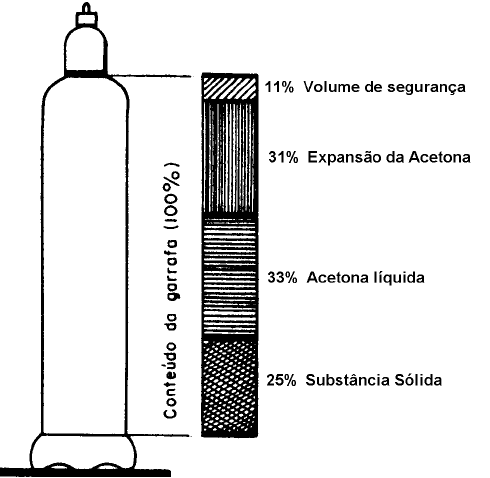 11% Volume de segurança
31% Expansão da Acetona
Conteúdo da garrafa (100%)
33% Acetona líquida
25% Substância Sólida